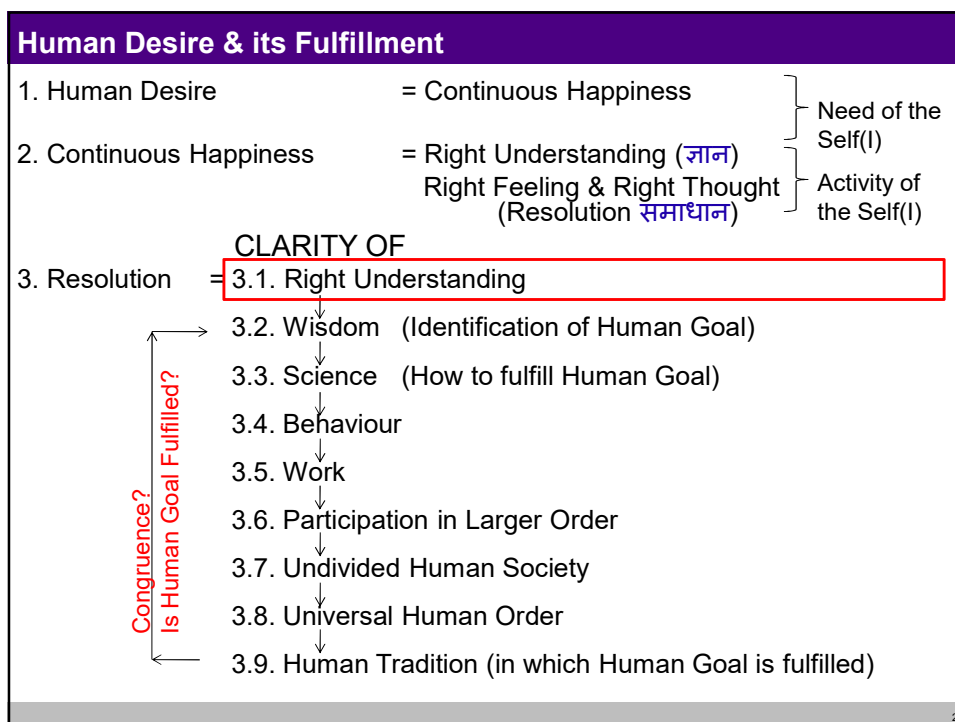 Human Desire & its Fulfillment
1. Human Desire = Continuous Happiness
Need of the
Self(I)
2. Continuous Happiness = Right Understanding (ज्ञान)
Right Feeling & Right Thought
(Resolution समाधान)
Activity of
the Self(I)
CLARITY OF
3. Resolution = 3.1. Right Understanding
3.2. Wisdom (Identification of Human Goal)
3.3. Science (How to fulfill Human Goal)
3.4. Behaviour
3.5. Work
3.6. Participation in Larger Order
3.7. Undivided Human Society
3.8. Universal Human Order
3.9. Human Tradition (in which Human Goal is fulfilled)
Congruence?
Is Human Goal Fulfilled?
2